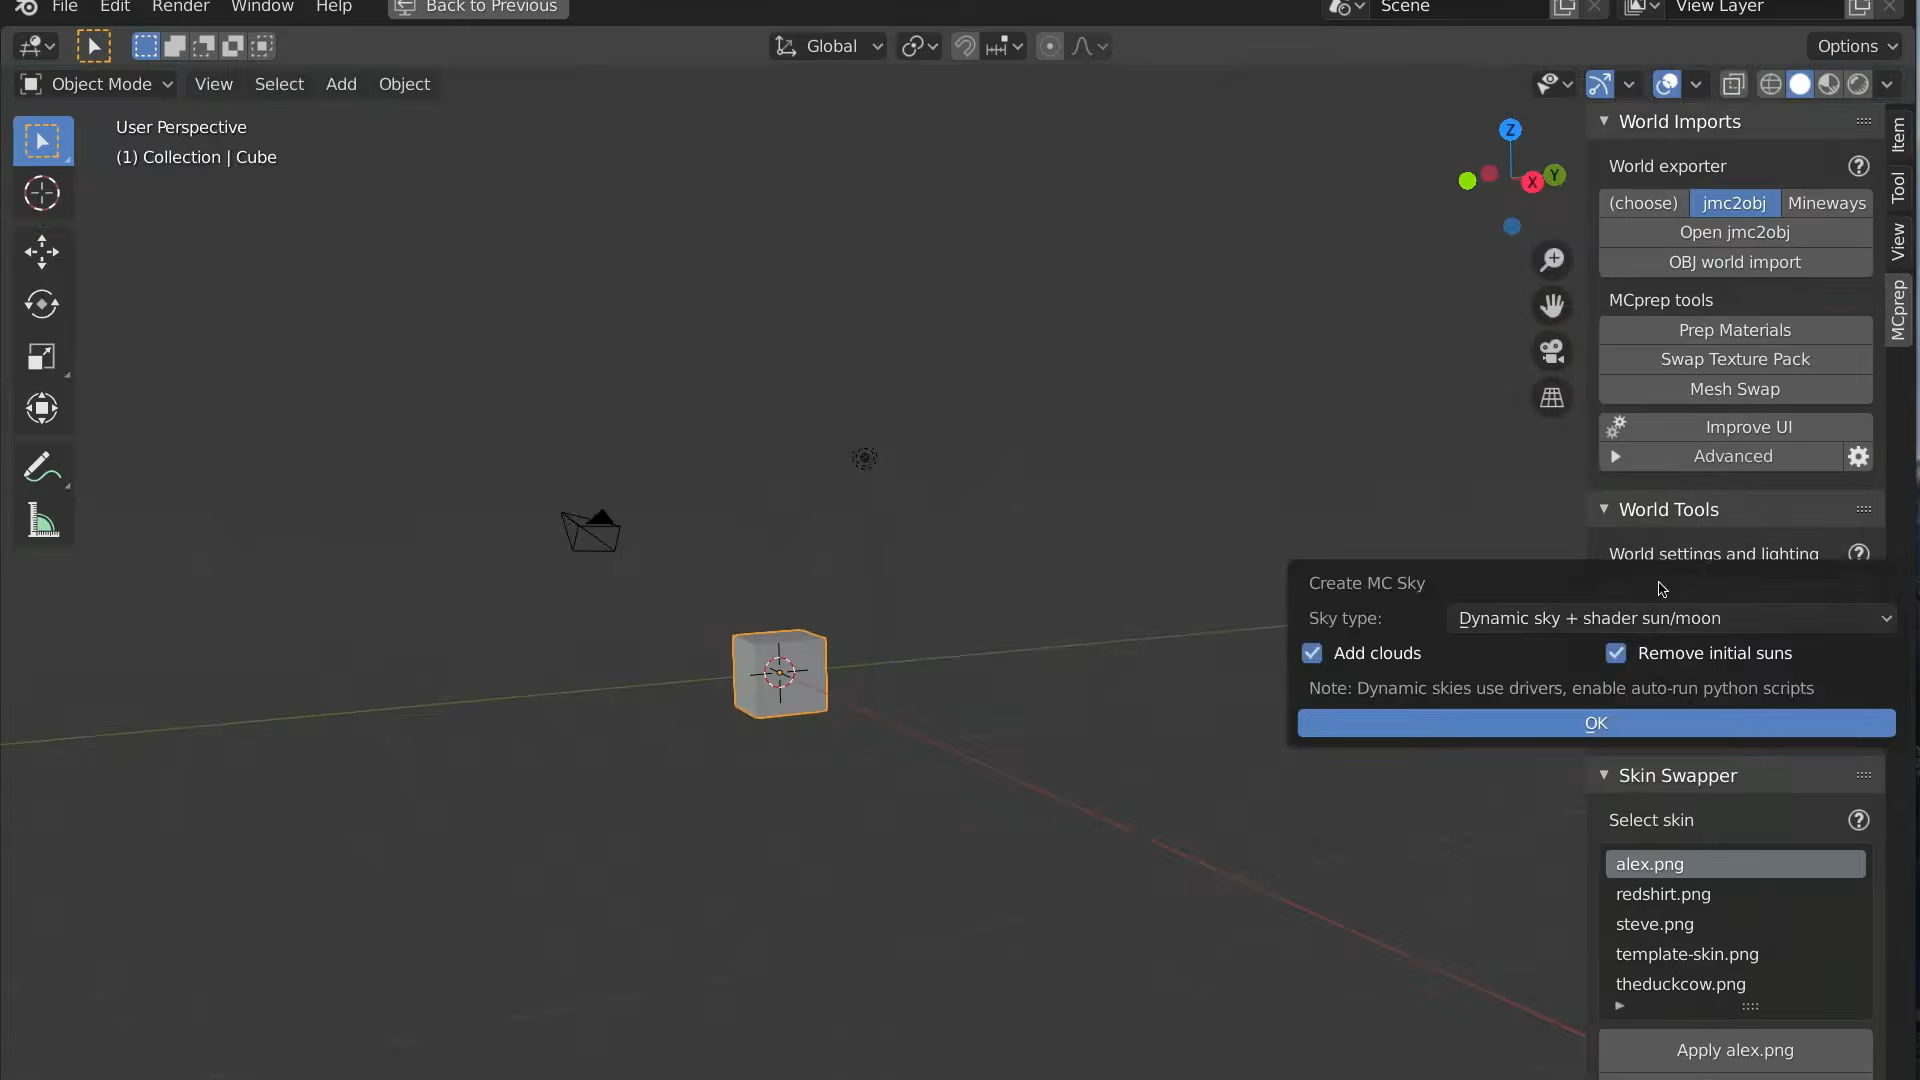 File Edit Render Window Help Back to Previous Scene View Layer
Global Options
Object Mode View Select Add Object
User Perspective
(1) Collection | Cube
Z
X
Y
Item
Tool
View
MCprep
World Imports
World exporter
(choose) jmc2obj Mineways
Open jmc2obj
OBJ world import
MCprep tools
Prep Materials
Swap Texture Pack
Mesh Swap
Improve UI
Advanced
World Tools
World settings and lighting
Create MC Sky
Sky type: Dynamic sky + shader sun/moon
Add clouds Remove initial suns
Note: Dynamic skies use drivers, enable auto-run python scripts
OK
Skin Swapper
Select skin
alex.png
redshirt.png
steve.png
template-skin.png
theduckcow.png
Apply alex.png